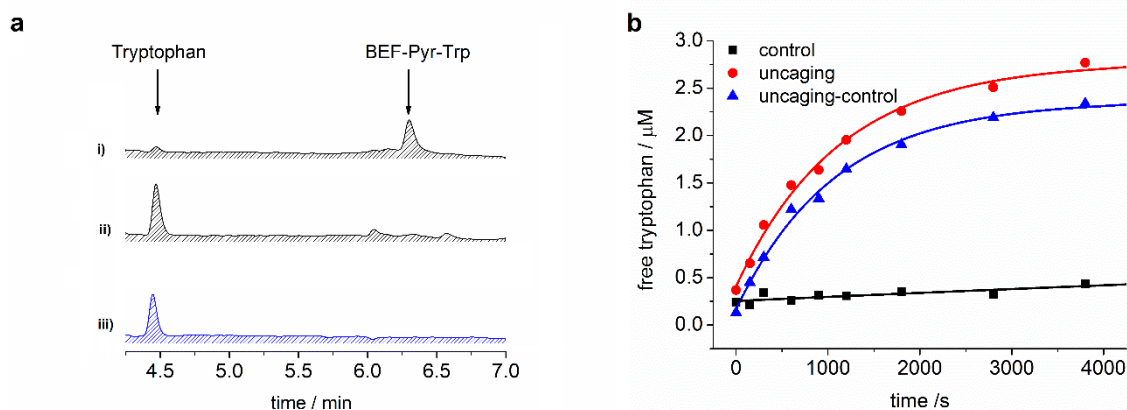 a
Tryptophan BEF-Pyr-Trp
i)
ii)
iii)
4.5 5.0 5.5 6.0 6.5 7.0
time / min
b
control
uncaging
uncaging-control
3.0
2.5
2.0
1.5
1.0
0.5
0.0
free tryptophan / μM
0 1000 2000 3000 4000
time /s